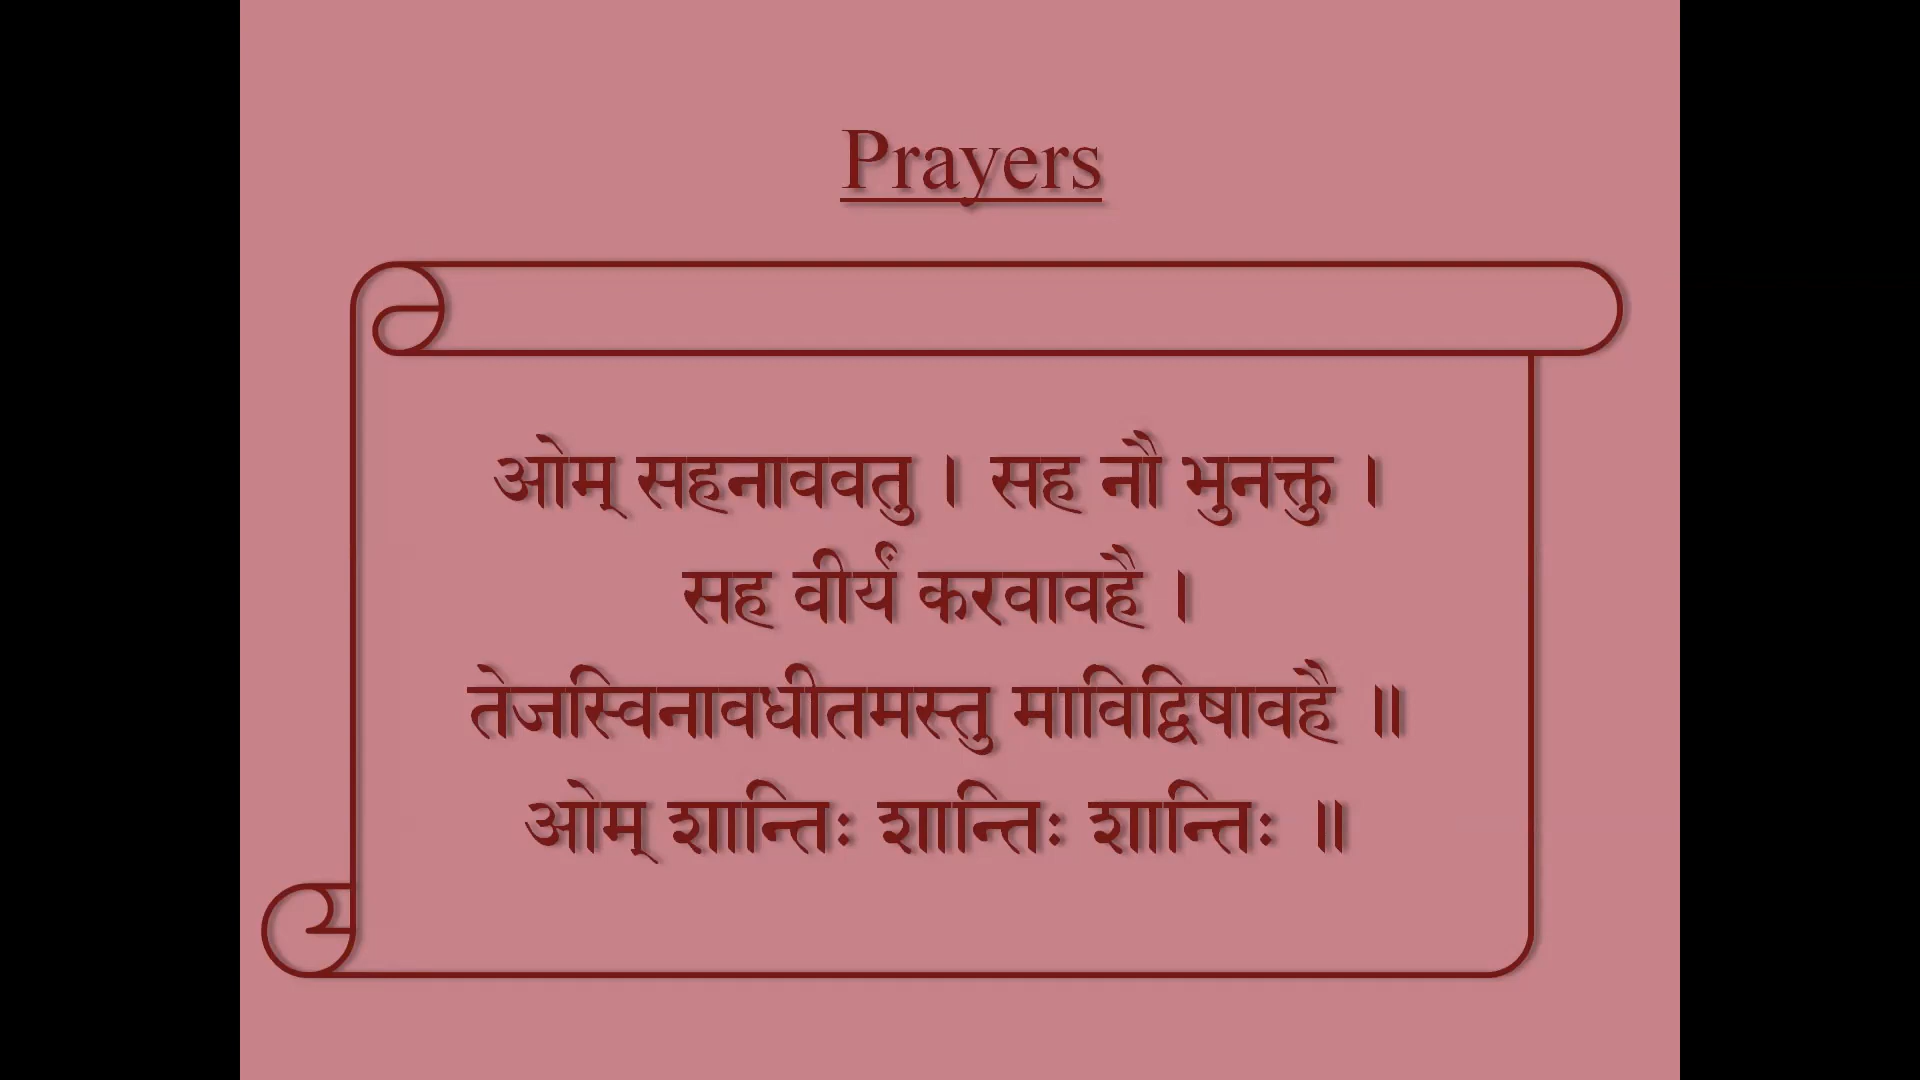 Prayers
ओम् सहनाववतु । सह नौ भुनक्तु ।
सह वीर्यं करवावहै ।
तेजस्विनावधीतमस्तु माविद्विषावहै ॥
ओम् शान्तिः शान्तिः शान्तिः ॥